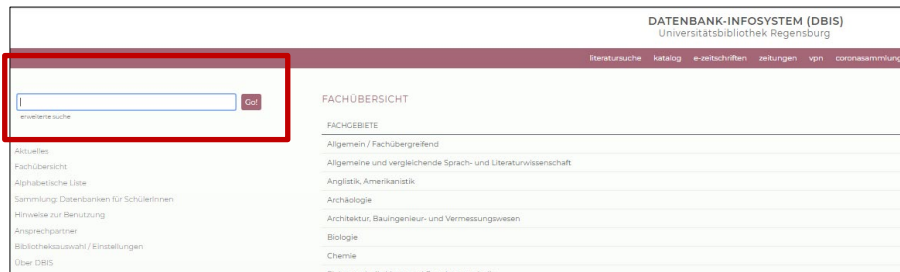 DATENBANK-INFOSYSTEM (DBIS)
Universitätsbibliothek Regensburg
literatursuche katalog e-zeitschriften zeitungen vpn coronasammlung
Go!
erweiterte suche
Aktuelles
Fachübersicht
Alphabetische Liste
Sammlung: Datenbanken für SchülerInnen
Hinweise zur Benutzung
Ansprechpartner
Bibliotheksauswahl / Einstellungen
Über DBIS
FACHÜBERSICHT
FACHGEBIETE
Allgemein / Fachübergreifend
Allgemeine und vergleichende Sprach- und Literaturwissenschaft
Anglistik, Amerikanistik
Archäologie
Architektur, Bauingenieur- und Vermessungswesen
Biologie
Chemie